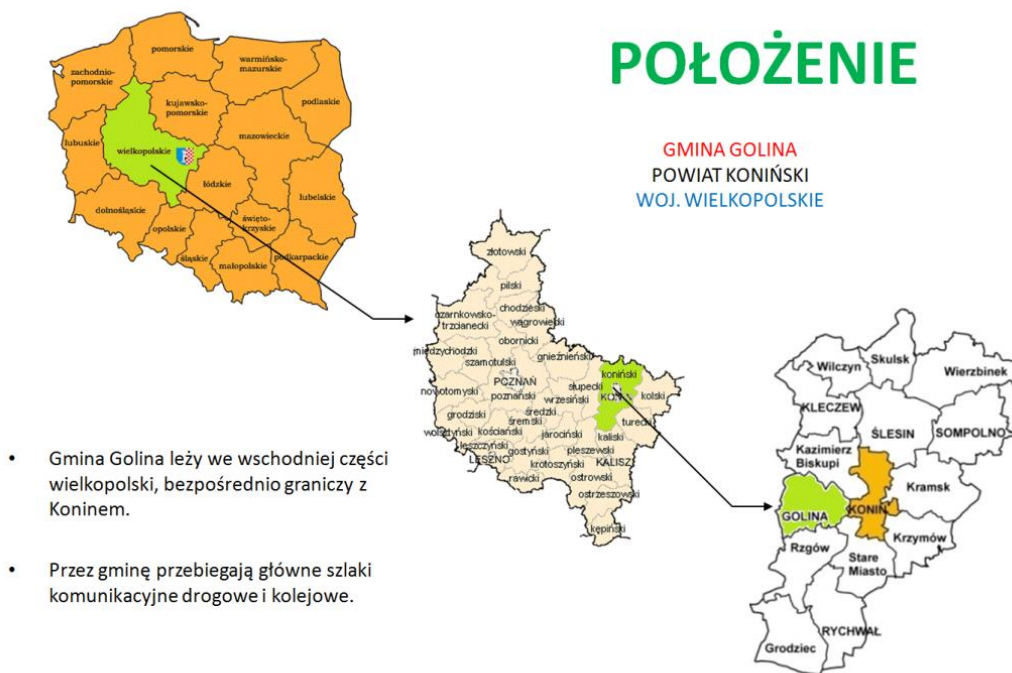 POŁOŻENIE
GMINA GOLINA
POWIAT KONIŃSKI
WOJ. WIELKOPOLSKIE
pomorskie
zachodnio-
pomorskie
warmińsko-
mazurskie
kujawsko-
pomorskie
podlaskie
lubuskie
wielkopolskie
mazowieckie
łódzkie
lubelskie
dolnośląskie
opolskie
święto-
krzyskie
śląskie
małopolskie
podkarpackie
złotowski
pilski
chodzieski
czarnkowsko-
trzcianecki
wągrowiecki
obornicki
międzychodzki
szamotulski
gnieźnieński
koniński
POZNAŃ
słupecki
nowotomyski
poznański
wrzesiński
kolski
grodziski
średzki
śremski
turecki
wolsztyński
kościański
jarociński
kaliski
leszczyński
gostyński
pleszewski
LESZNO
krotoszyński
KALISZ
rawicki
ostrowski
ostrzeszowski
kępiński
Wilczyn
Skulsk
Wierzbinek
KLECZEW
ŚLESIN
SOMPOLNO
Kazimierz
Biskupi
Kramsk
GOLINA
KONIN
Krzymów
Rzgów
Stare
Miasto
RYCHWAŁ
Grodziec
• Gmina Golina leży we wschodniej części
wielkopolski, bezpośrednio graniczy z
Koninem.
• Przez gminę przebiegają główne szlaki
komunikacyjne drogowe i kolejowe.